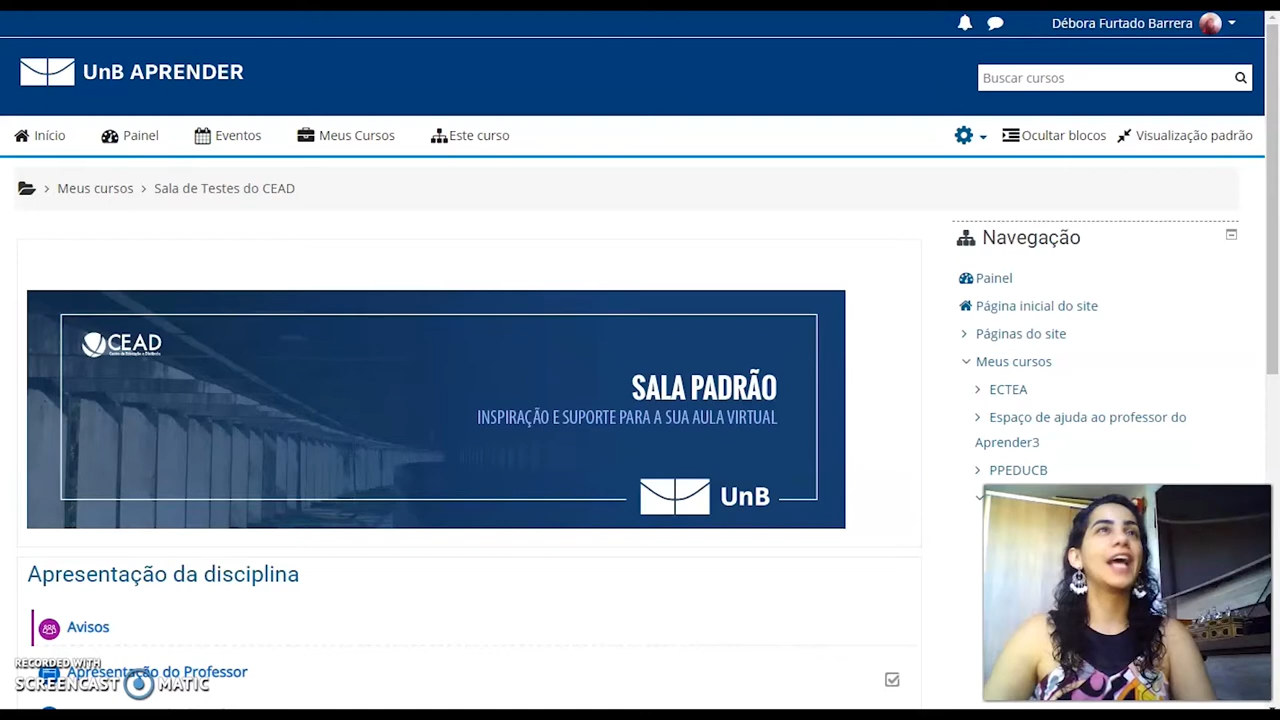 Débora Furtado Barrera
UnB APRENDER
Buscar cursos
Início
Painel
Eventos
Meus Cursos
Este curso
Ocultar blocos
Visualização padrão
Meus cursos
Sala de Testes do CEAD
Navegação
Painel
Página inicial do site
Páginas do site
Meus cursos
ECTEA
Espaço de ajuda ao professor do
Aprender3
PPEDUCB
CEAD
SALA PADRÃO
INSPIRAÇÃO E SUPORTE PARA A SUA AULA VIRTUAL
UnB
Apresentação da disciplina
Avisos
Apresentação do Professor
RECORDED WITH
SCREENCAST MATIC